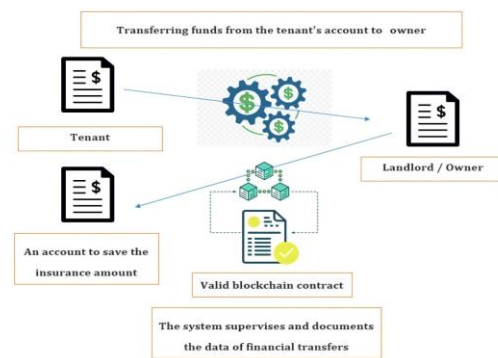 Transferring funds from the tenant's account to owner
$
$
$
$
$
Tenant
Landlord / Owner
$
An account to save the
insurance amount
Valid blockchain contract
The system supervises and documents
the data of financial transfers